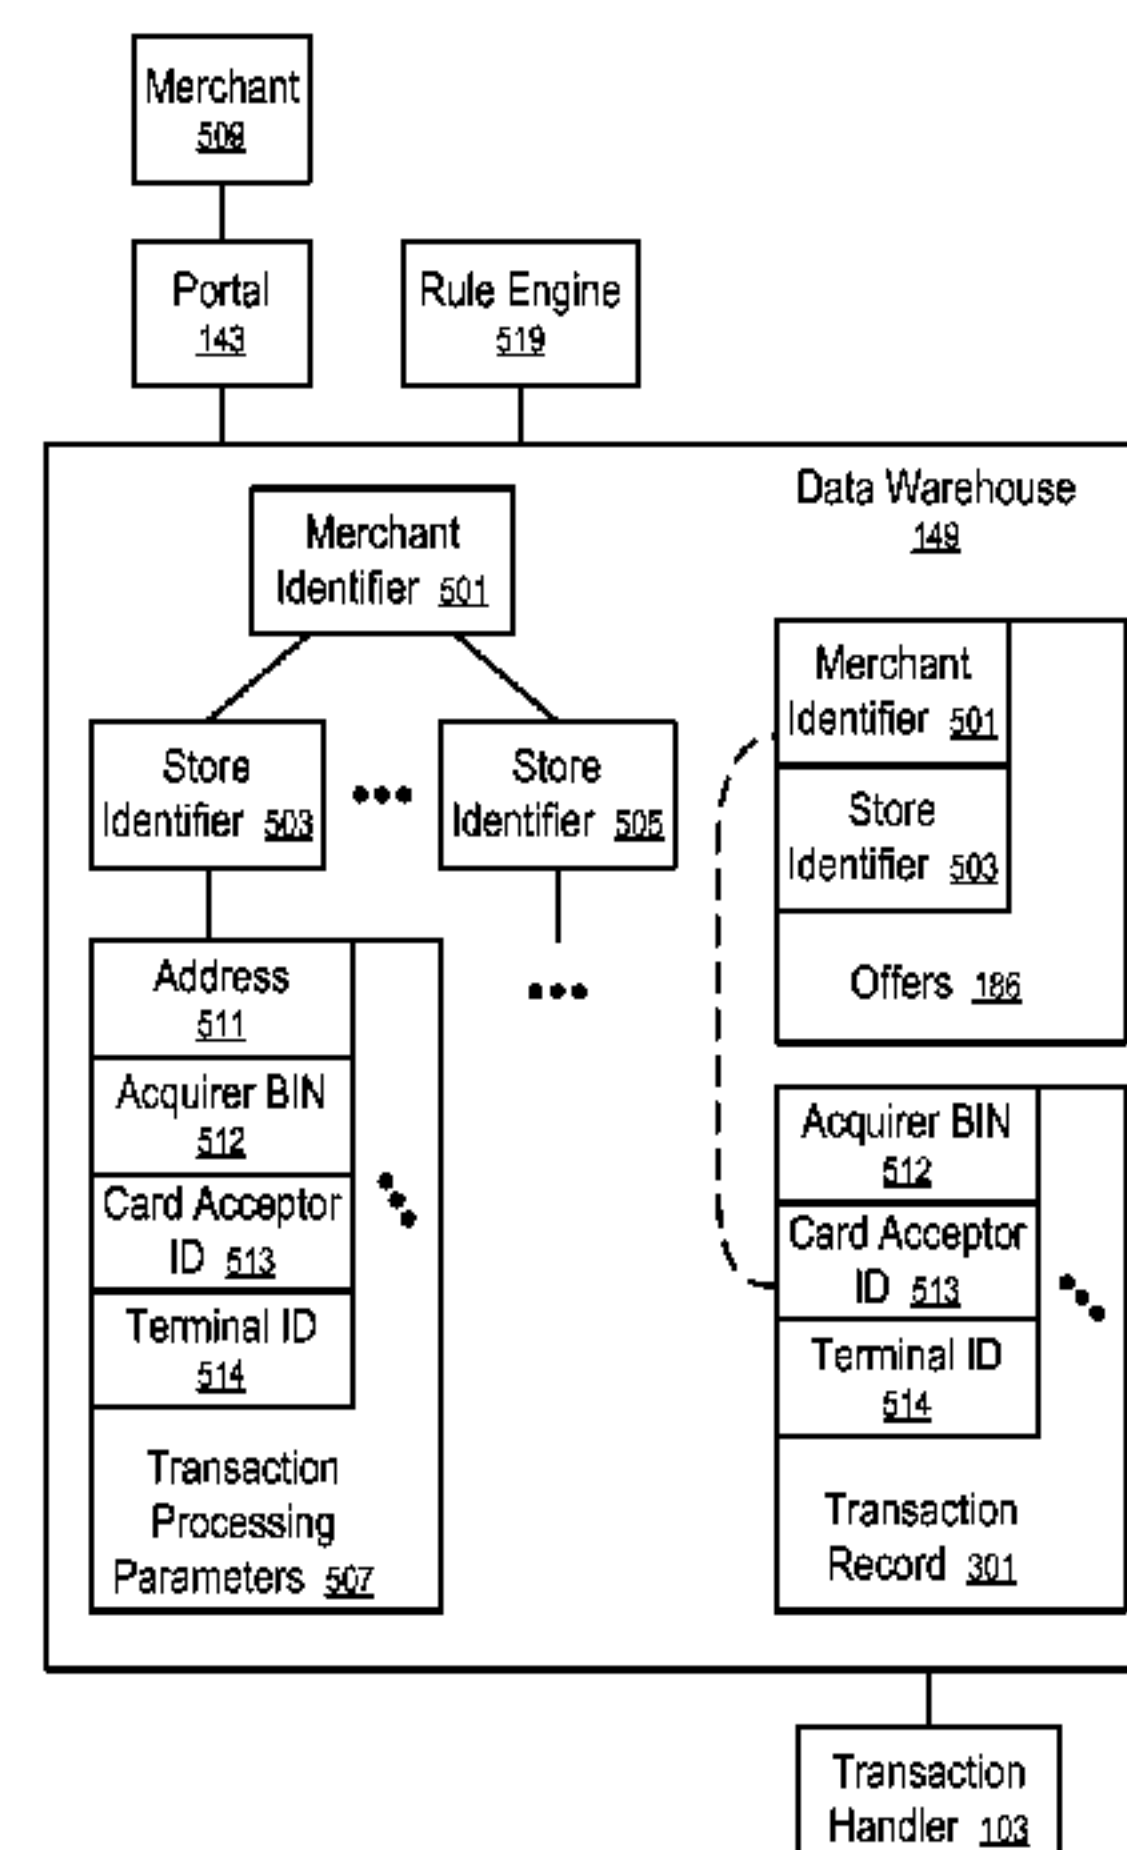 Merchant
509
Portal
143
Rule Engine
519
Data Warehouse
149
Merchant
Identifier 501
Store
Identifier 503
Store
Identifier 505
Address
511
Acquirer BIN
512
Card Acceptor
ID 513
Terminal ID
514
Transaction
Processing
Parameters 507
Merchant
Identifier 501
Store
Identifier 503
Offers 186
Acquirer BIN
512
Card Acceptor
ID 513
Terminal ID
514
Transaction
Record 301
Transaction
Handler 103